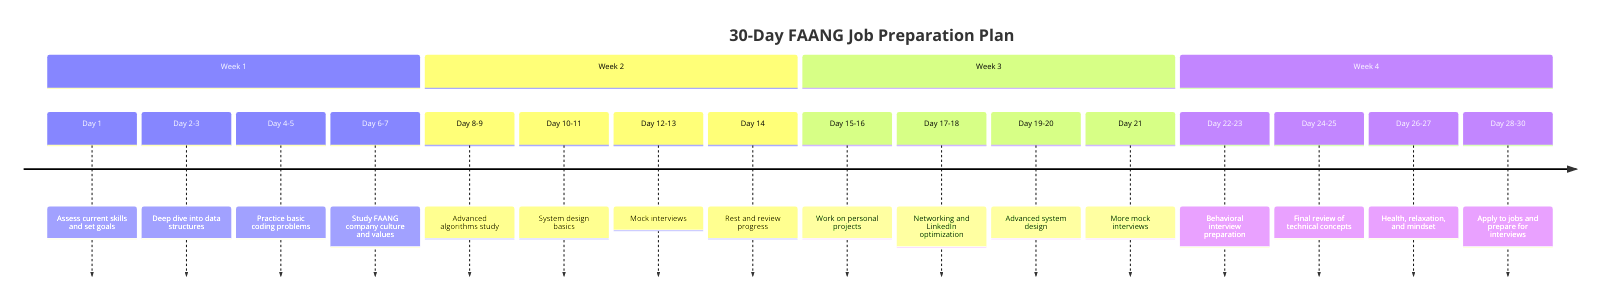 30-Day FAANG Job Preparation Plan
Week 1
Week 2
Week 3
Week 4
Day 1
Day 2-3
Day 4-5
Day 6-7
Day 8-9
Day 10-11
Day 12-13
Day 14
Day 15-16
Day 17-18
Day 19-20
Day 21
Day 22-23
Day 24-25
Day 26-27
Day 28-30
Assess current skills
and set goals
Deep dive into data
structures
Practice basic
coding problems
Study FAANG
company culture
and values
Advanced
algorithms study
System design
basics
Mock interviews
Rest and review
progress
Work on personal
projects
Networking and
LinkedIn
optimization
Advanced system
design
More mock
interviews
Behavioral
interview
preparation
Final review of
technical concepts
Health, relaxation,
and mindset
Apply to jobs and
prepare for
interviews